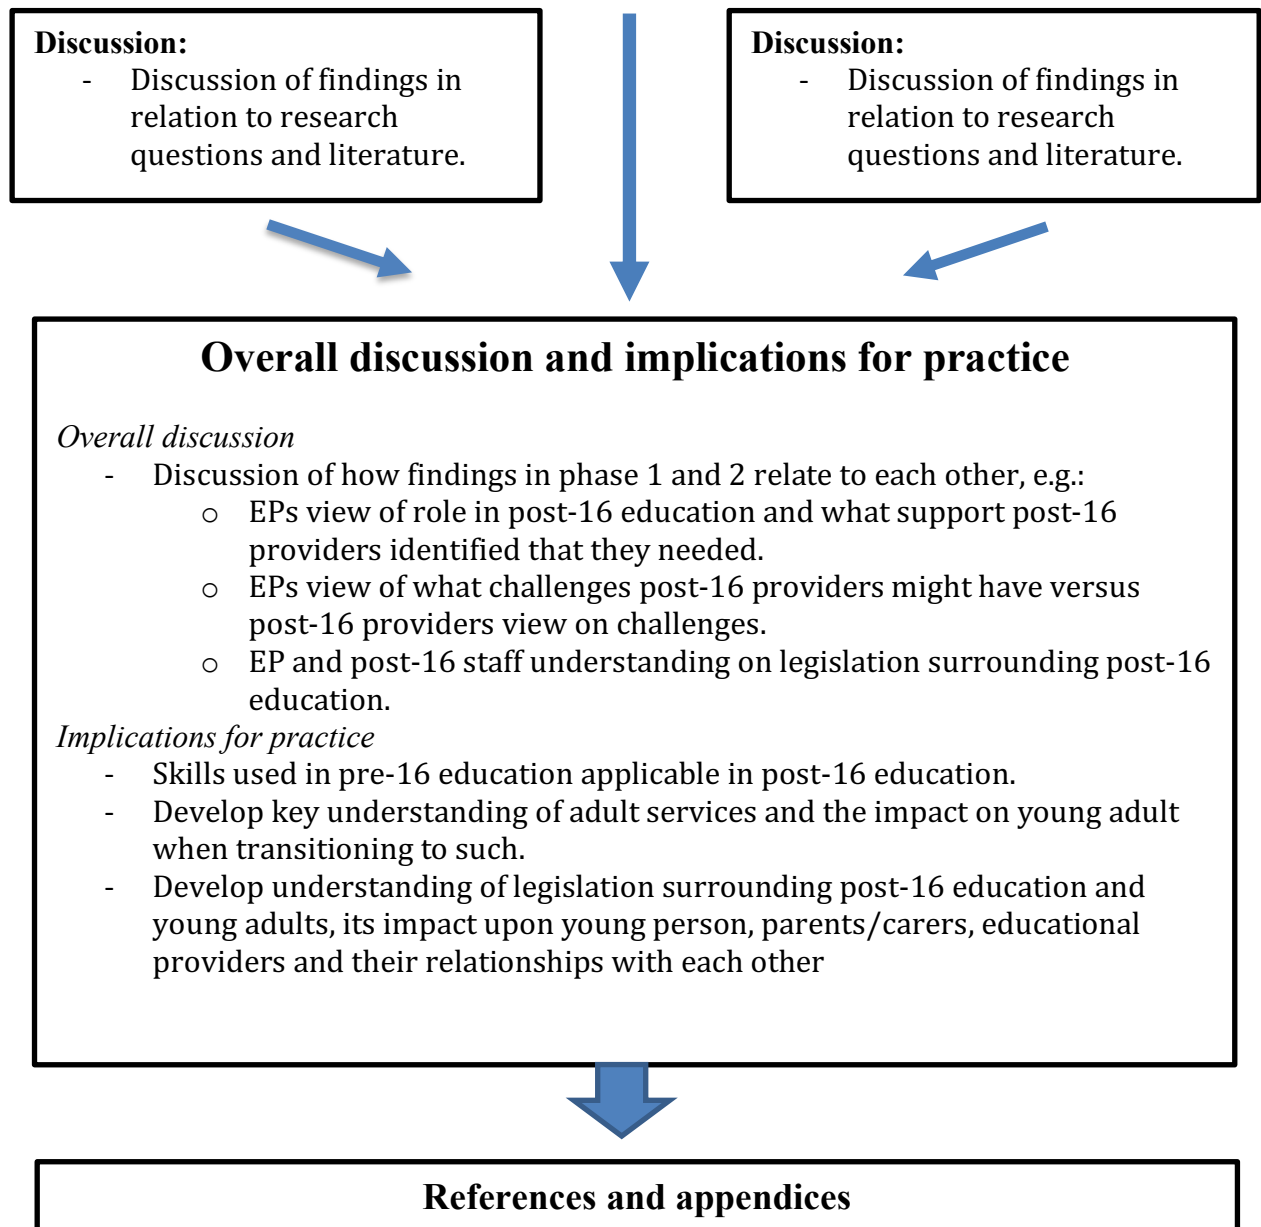 Discussion:
- Discussion of findings in
relation to research
questions and literature.
Discussion:
- Discussion of findings in
relation to research
questions and literature.
Overall discussion and implications for practice
Overall discussion
- Discussion of how findings in phase 1 and 2 relate to each other, e.g.:
o EPs view of role in post-16 education and what support post-16
providers identified that they needed.
o EPs view of what challenges post-16 providers might have versus
post-16 providers view on challenges.
o EP and post-16 staff understanding on legislation surrounding post-16
education.
Implications for practice
- Skills used in pre-16 education applicable in post-16 education.
- Develop key understanding of adult services and the impact on young adult
when transitioning to such.
- Develop understanding of legislation surrounding post-16 education and
young adults, its impact upon young person, parents/carers, educational
providers and their relationships with each other
References and appendices